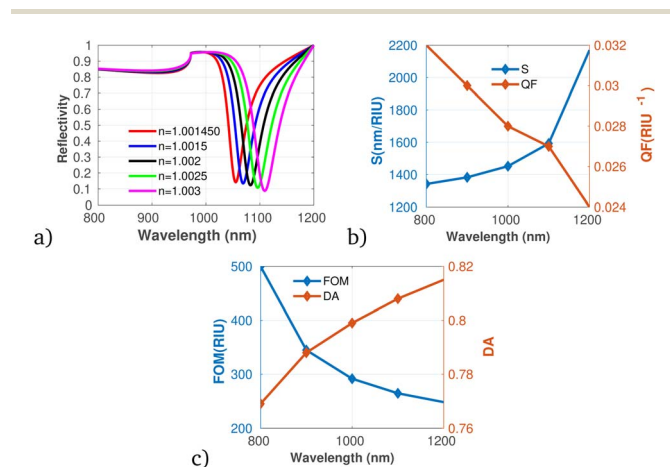 a)
Reflectivity
1
0.9
0.8
0.7
0.6
0.5
0.4
0.3
0.2
0.1
0
n=1.001450
n=1.0015
n=1.002
n=1.0025
n=1.003
800 900 1000 1100 1200
Wavelength (nm)
b)
S(nm/RIU)
2200
2000
1800
1600
1400
1200
S
QF
0.032
0.03
0.028
0.026
0.024
QF(RIU -1)
800 900 1000 1100 1200
Wavelength (nm)
c)
FOM(RIU)
500
400
300
200
FOM
DA
0.82
0.8
0.78
0.76
DA
800 1000 1200
Wavelength (nm)